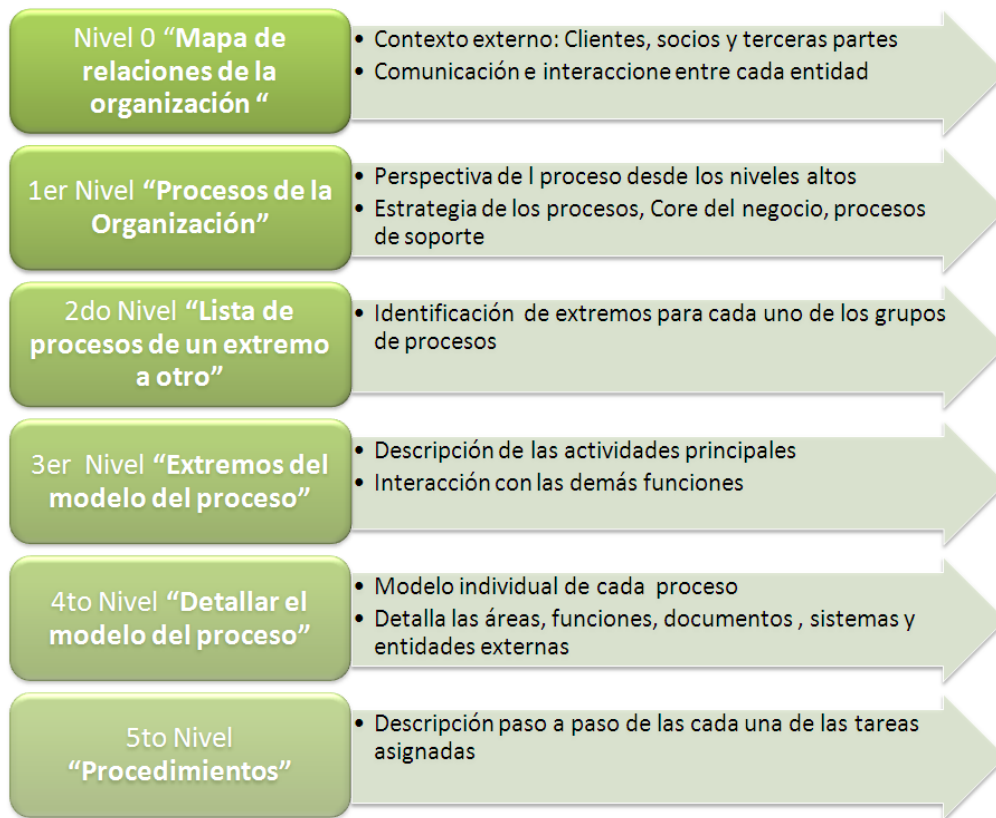 Nivel 0 “Mapa de
relaciones de la
organización “
• Contexto externo: Clientes, socios y terceras partes
• Comunicación e interaccione entre cada entidad
1er Nivel “Procesos de la
Organización”
• Perspectiva de l proceso desde los niveles altos
• Estrategia de los procesos, Core del negocio, procesos
de soporte
2do Nivel “Lista de
procesos de un extremo
a otro”
• Identificación de extremos para cada uno de los grupos
de procesos
3er Nivel “Extremos del
modelo del proceso”
• Descripción de las actividades principales
• Interacción con las demás funciones
4to Nivel “Detallar el
modelo del proceso”
• Modelo individual de cada proceso
• Detalla las áreas, funciones, documentos , sistemas y
entidades externas
5to Nivel
“Procedimientos”
• Descripción paso a paso de las cada una de las tareas
asignadas